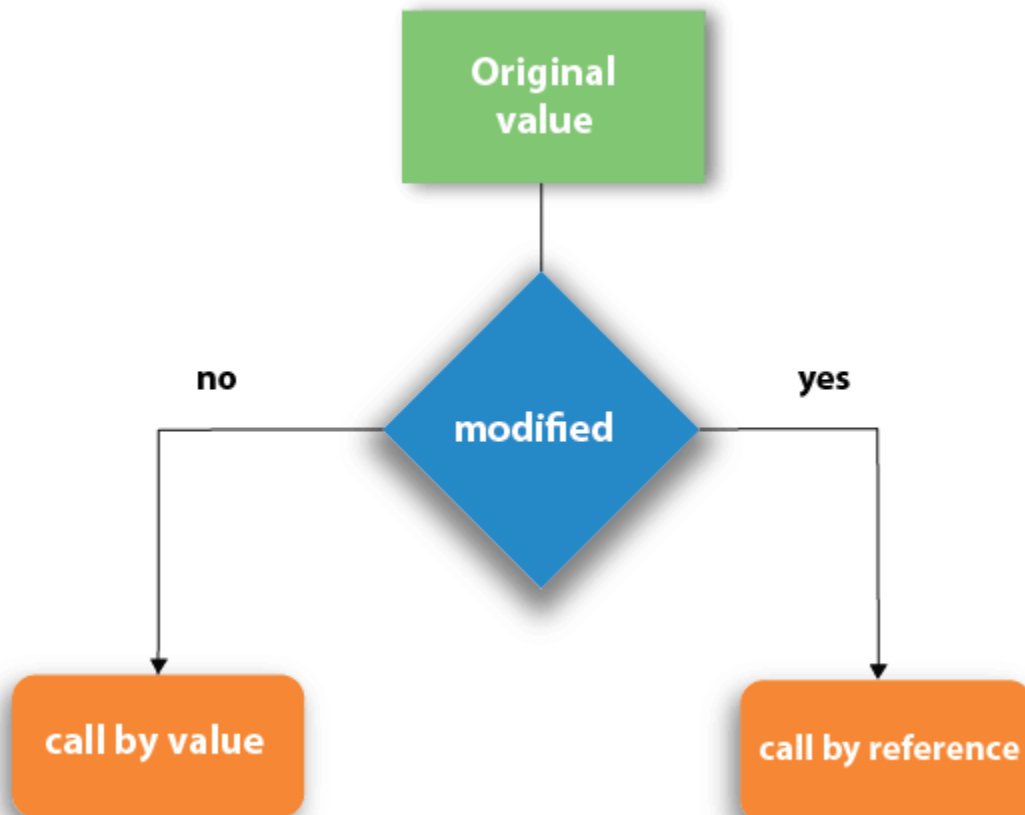 Original
value
no
yes
modified
call by value
call by reference